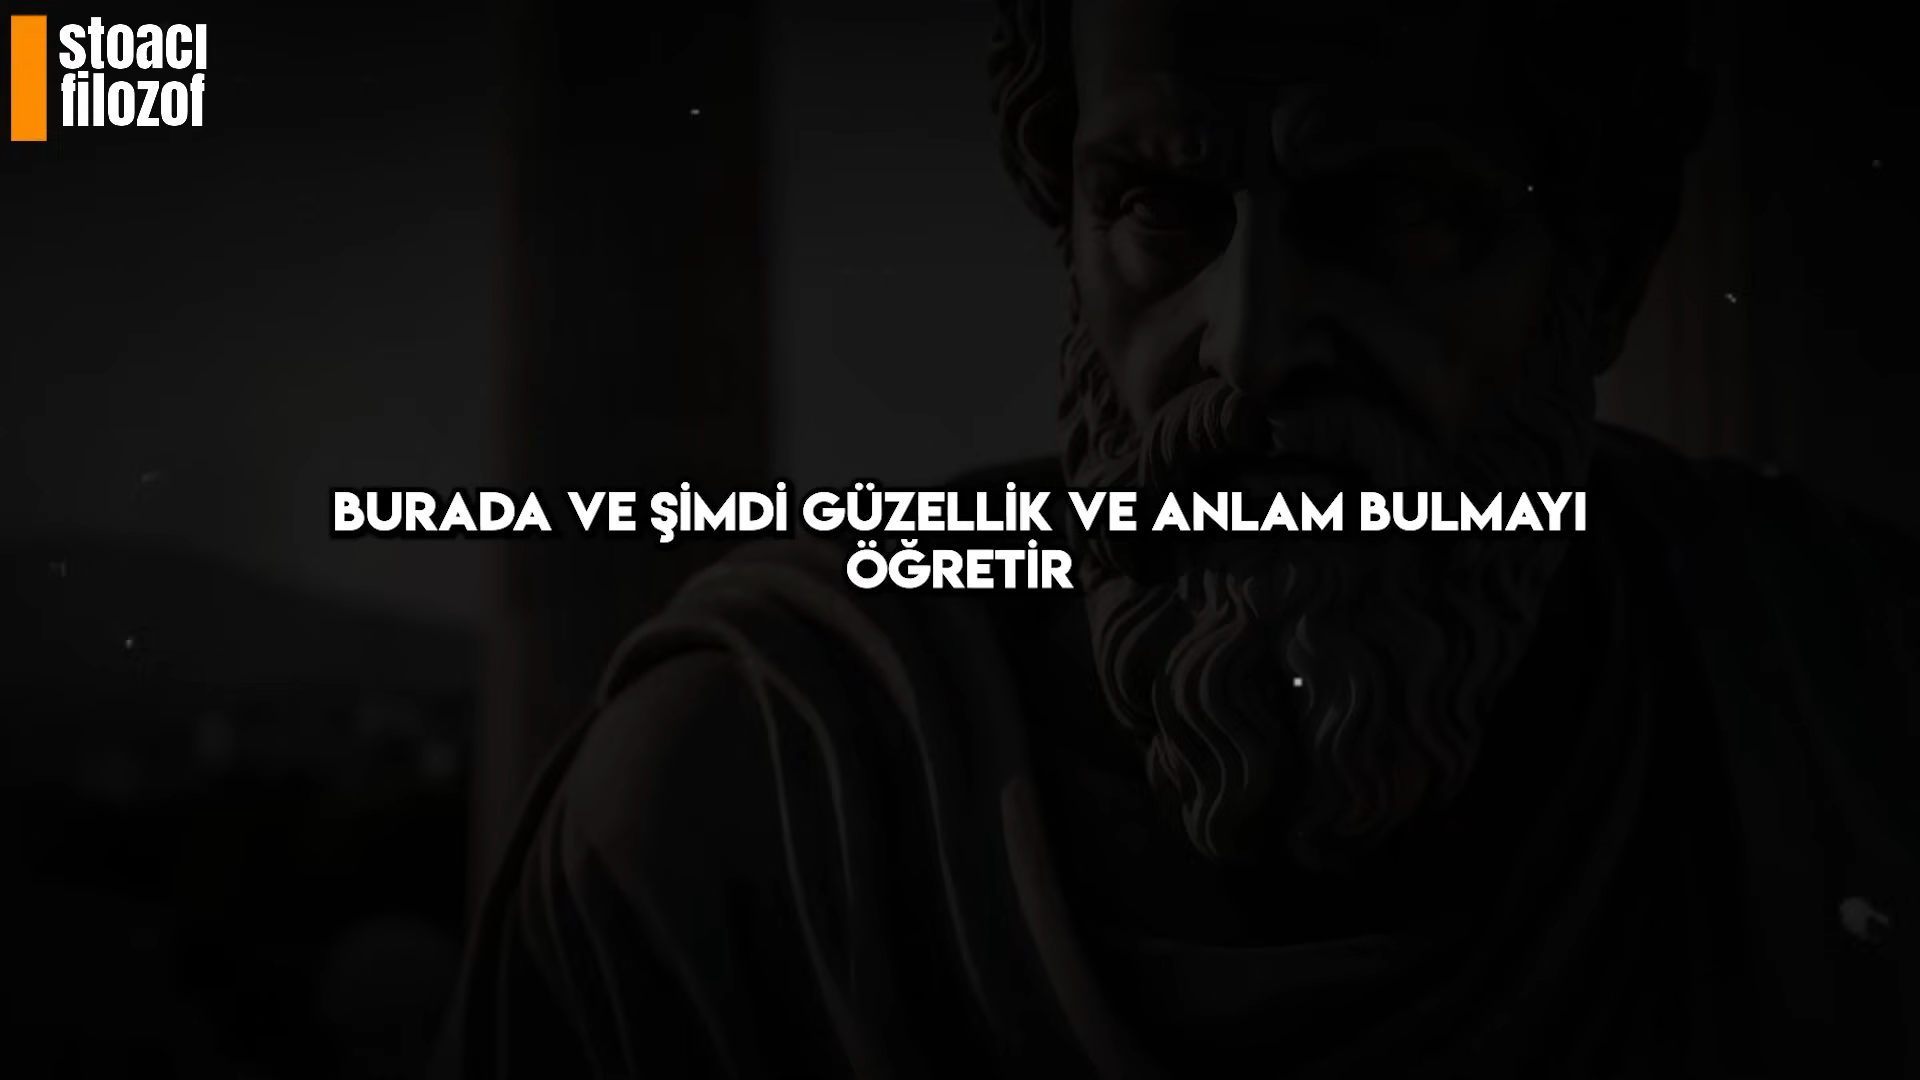 stoacı
filozof
BURADA VE ŞİMDİ GÜZELLİK VE ANLAM BULMAYI
ÖĞRETİR